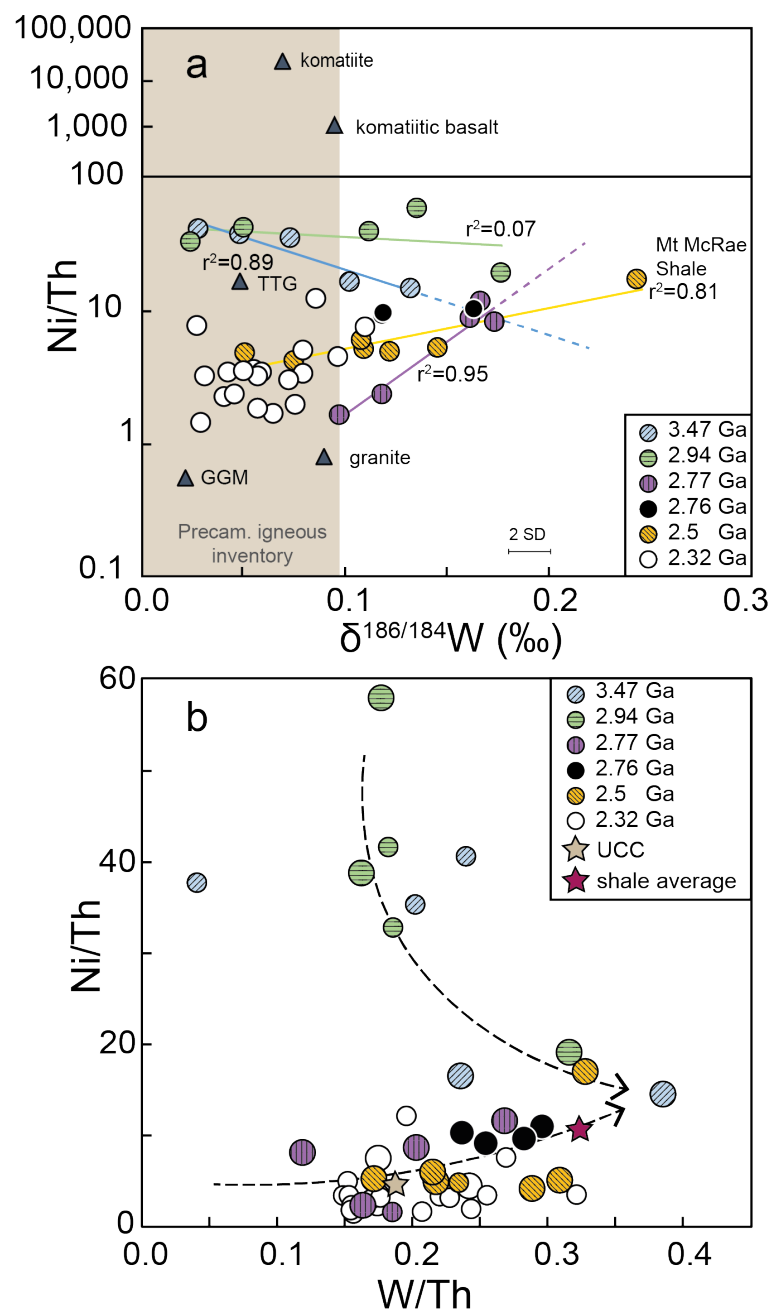 100,000
10,000
1,000
100
10
1
0.1
Ni/Th
a
komatiite
komatiitic basalt
r²=0.07
Mt McRae
Shale
r²=0.81
r²=0.89
TTG
r²=0.95
granite
GGM
Precam. igneous
inventory
2 SD
3.47 Ga
2.94 Ga
2.77 Ga
2.76 Ga
2.5 Ga
2.32 Ga
0.0 0.1 0.2 0.3
δ¹⁸⁶/¹⁸⁴W (‰)
60
40
20
0
Ni/Th
b
3.47 Ga
2.94 Ga
2.77 Ga
2.76 Ga
2.5 Ga
2.32 Ga
UCC
shale average
0.0 0.1 0.2 0.3 0.4
W/Th